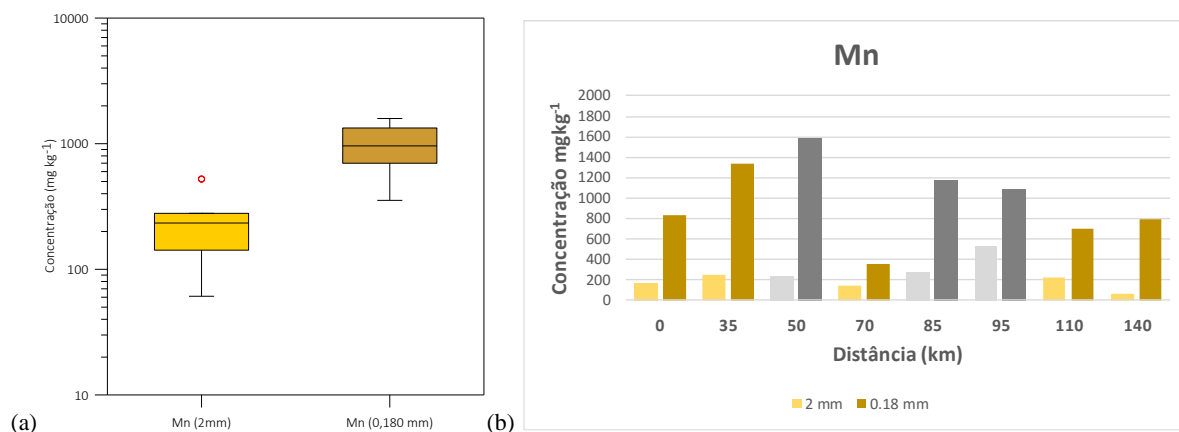 10000
1000
100
10
Concentração (mg kg-1)
Mn (2mm)
Mn (0,180 mm)
(a)
Mn
2000
1800
1600
1400
1200
1000
800
600
400
200
0
Concentração mgkg-1
0 35 50 70 85 95 110 140
Distância (km)
2 mm 0.18 mm
(b)